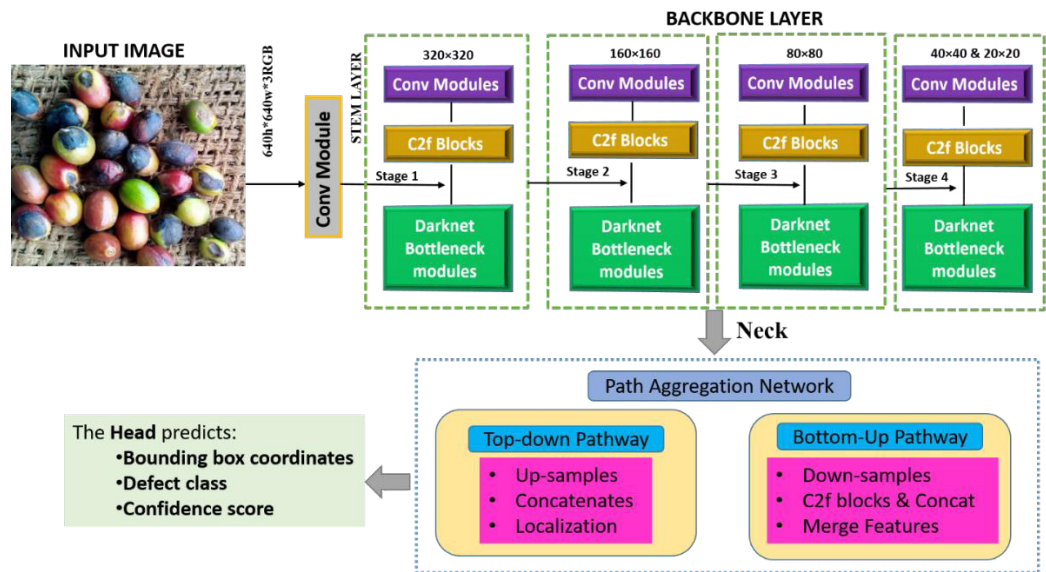 BACKBONE LAYER
INPUT IMAGE
640h*640w*3RGB
Conv Module
STEM LAYER
320×320
Conv Modules
C2f Blocks
Stage 1
Darknet
Bottleneck
modules
160×160
Conv Modules
C2f Blocks
Stage 2
Darknet
Bottleneck
modules
80×80
Conv Modules
C2f Blocks
Stage 3
Darknet
Bottleneck
modules
40×40 & 20×20
Conv Modules
C2f Blocks
Stage 4
Darknet
Bottleneck
modules
Neck
Path Aggregation Network
Top-down Pathway
• Up-samples
• Concatenates
• Localization
Bottom-Up Pathway
• Down-samples
• C2f blocks & Concat
• Merge Features
The Head predicts:
•Bounding box coordinates
•Defect class
•Confidence score